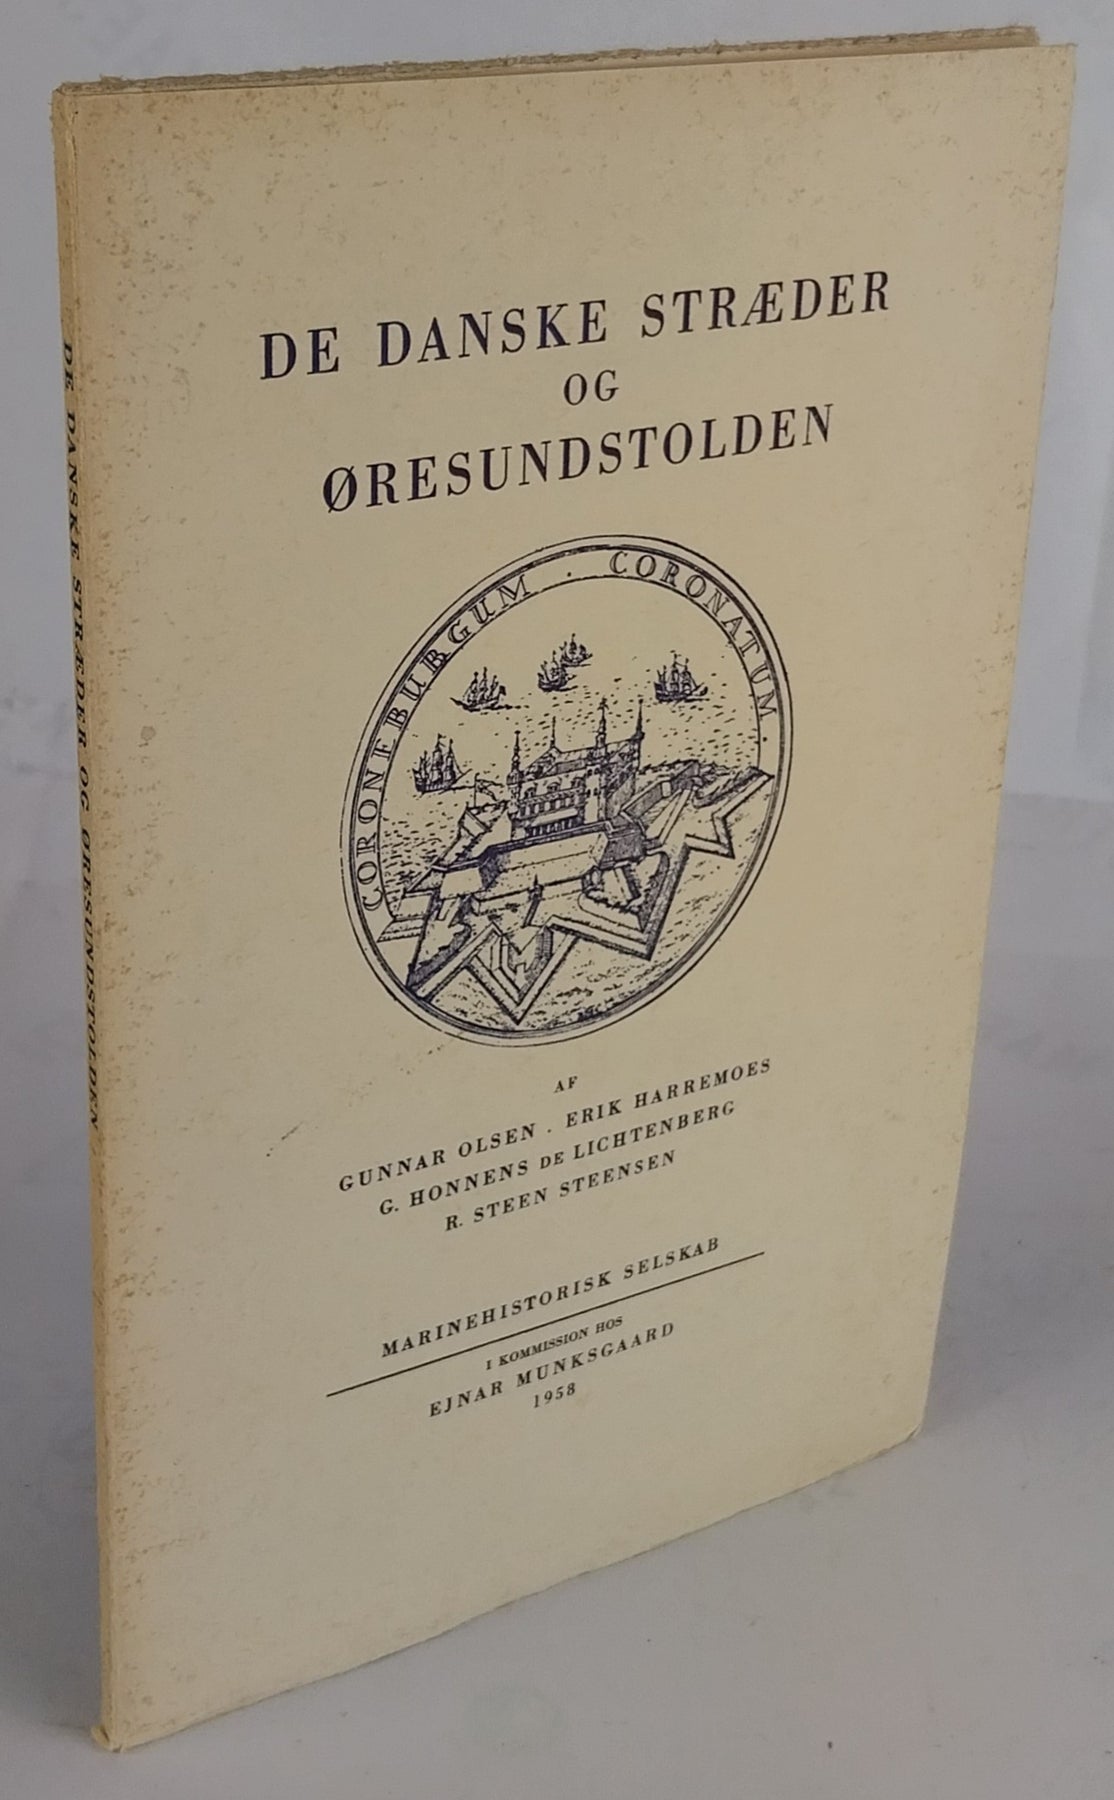 DE DANSKE STRÆDER OG ØRESUNDSTOLDEN
DE DANSKE STRÆDER
OG
ØRESUNDSTOLDEN
CORONEBURGUM · CORONATUM ·
AF
GUNNAR OLSEN · ERIK HARREMOES
G. HONNENS DE LICHTENBERG
R. STEEN STEENSEN
MARINEHISTORISK SELSKAB
I KOMMISSION HOS
EJNAR MUNKSGAARD
1958